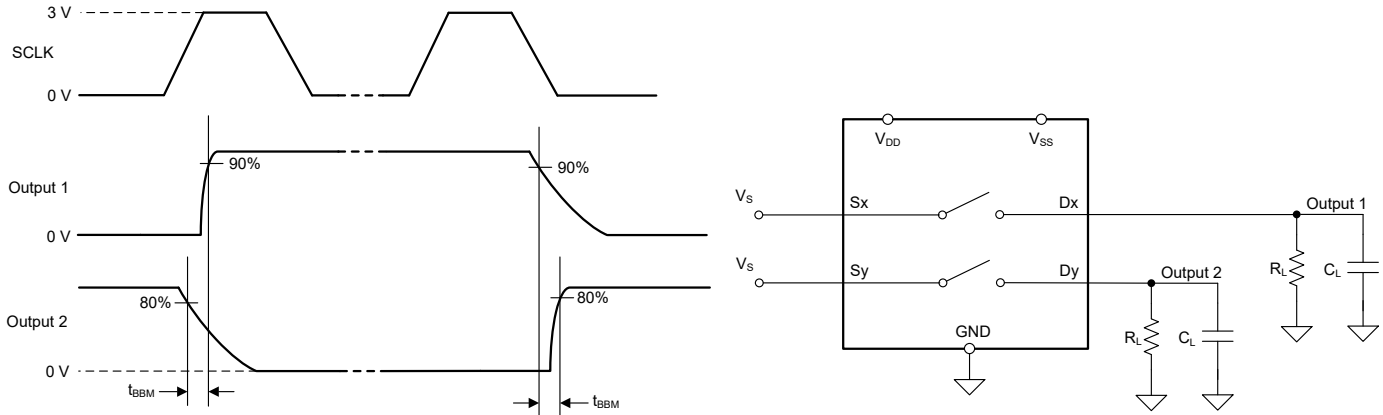 3 V
SCLK
0 V
90%
90%
Output 1
0 V
80%
80%
Output 2
0 V
tBBM
tBBM
VDD
VSS
VS
Sx
Dx
Output 1
VS
Sy
Dy
Output 2
RL
CL
GND
RL
CL